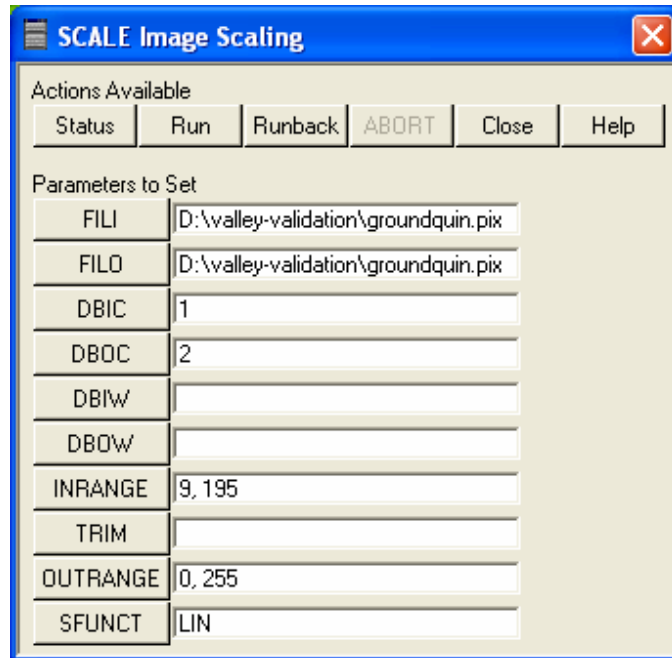 SCALE Image Scaling
Actions Available
Status Run Runback ABORT Close Help
Parameters to Set
FILI D:\valley-validation\groundquin.pix
FILO D:\valley-validation\groundquin.pix
DBIC 1
DBOC 2
DBIW
DBOW
INRANGE 9, 195
TRIM
OUTRANGE 0, 255
SFUNCT LIN